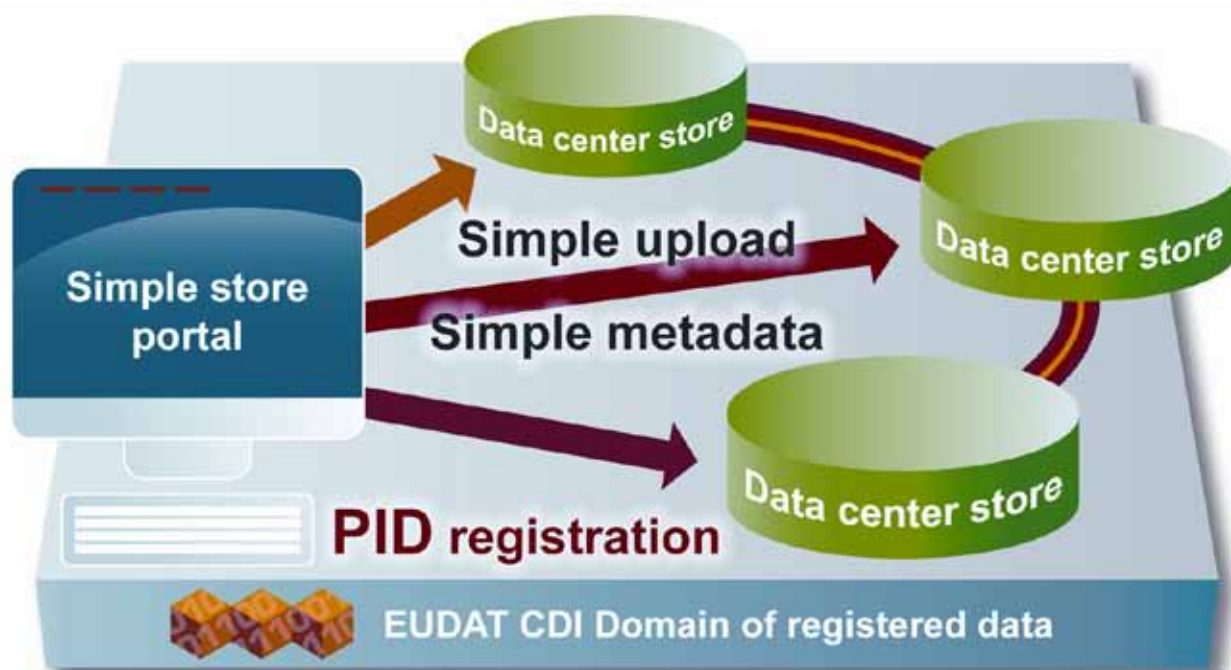 Data center store
Data center store
Simple upload
Simple store
portal
Simple metadata
Data center store
PID registration
EUDAT CDI Domain of registered data